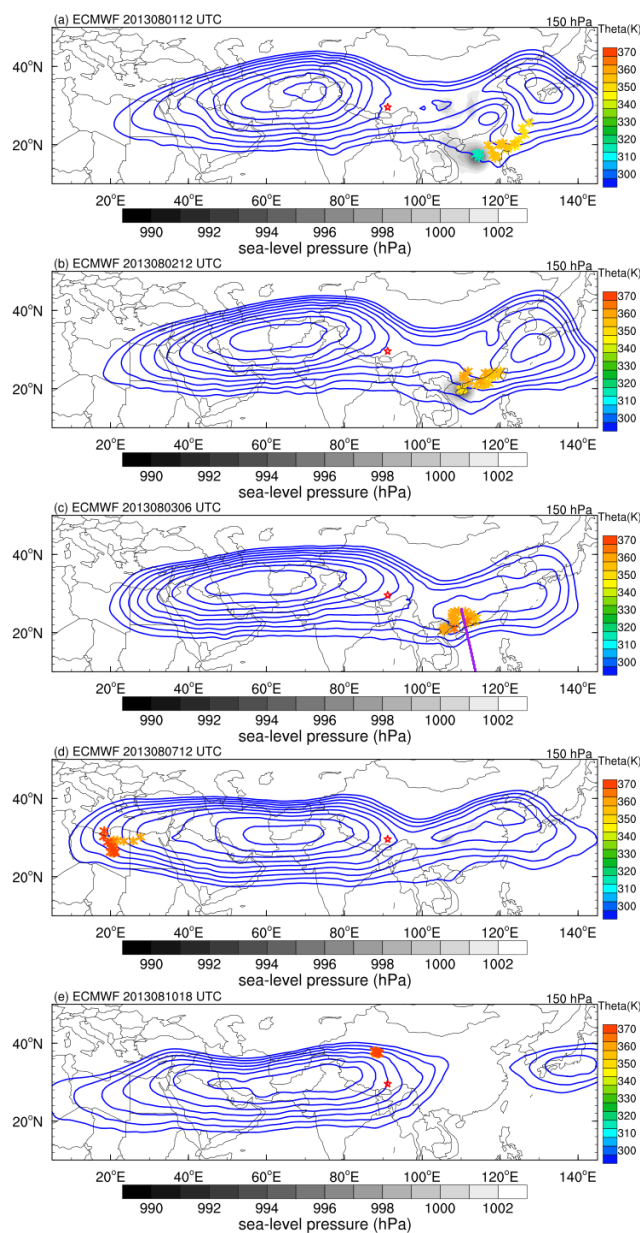 (a) ECMWF 2013080112 UTC 150 hPa Theta(K)
40°N
20°N
370
360
350
340
330
320
310
300
20°E 40°E 60°E 80°E 100°E 120°E 140°E
990 992 994 996 998 1000 1002
sea-level pressure (hPa)
(b) ECMWF 2013080212 UTC 150 hPa Theta(K)
40°N
20°N
370
360
350
340
330
320
310
300
20°E 40°E 60°E 80°E 100°E 120°E 140°E
990 992 994 996 998 1000 1002
sea-level pressure (hPa)
(c) ECMWF 2013080306 UTC 150 hPa Theta(K)
40°N
20°N
370
360
350
340
330
320
310
300
20°E 40°E 60°E 80°E 100°E 120°E 140°E
990 992 994 996 998 1000 1002
sea-level pressure (hPa)
(d) ECMWF 2013080712 UTC 150 hPa Theta(K)
40°N
20°N
370
360
350
340
330
320
310
300
20°E 40°E 60°E 80°E 100°E 120°E 140°E
990 992 994 996 998 1000 1002
sea-level pressure (hPa)
(e) ECMWF 2013081018 UTC 150 hPa Theta(K)
40°N
20°N
370
360
350
340
330
320
310
300
20°E 40°E 60°E 80°E 100°E 120°E 140°E
990 992 994 996 998 1000 1002
sea-level pressure (hPa)